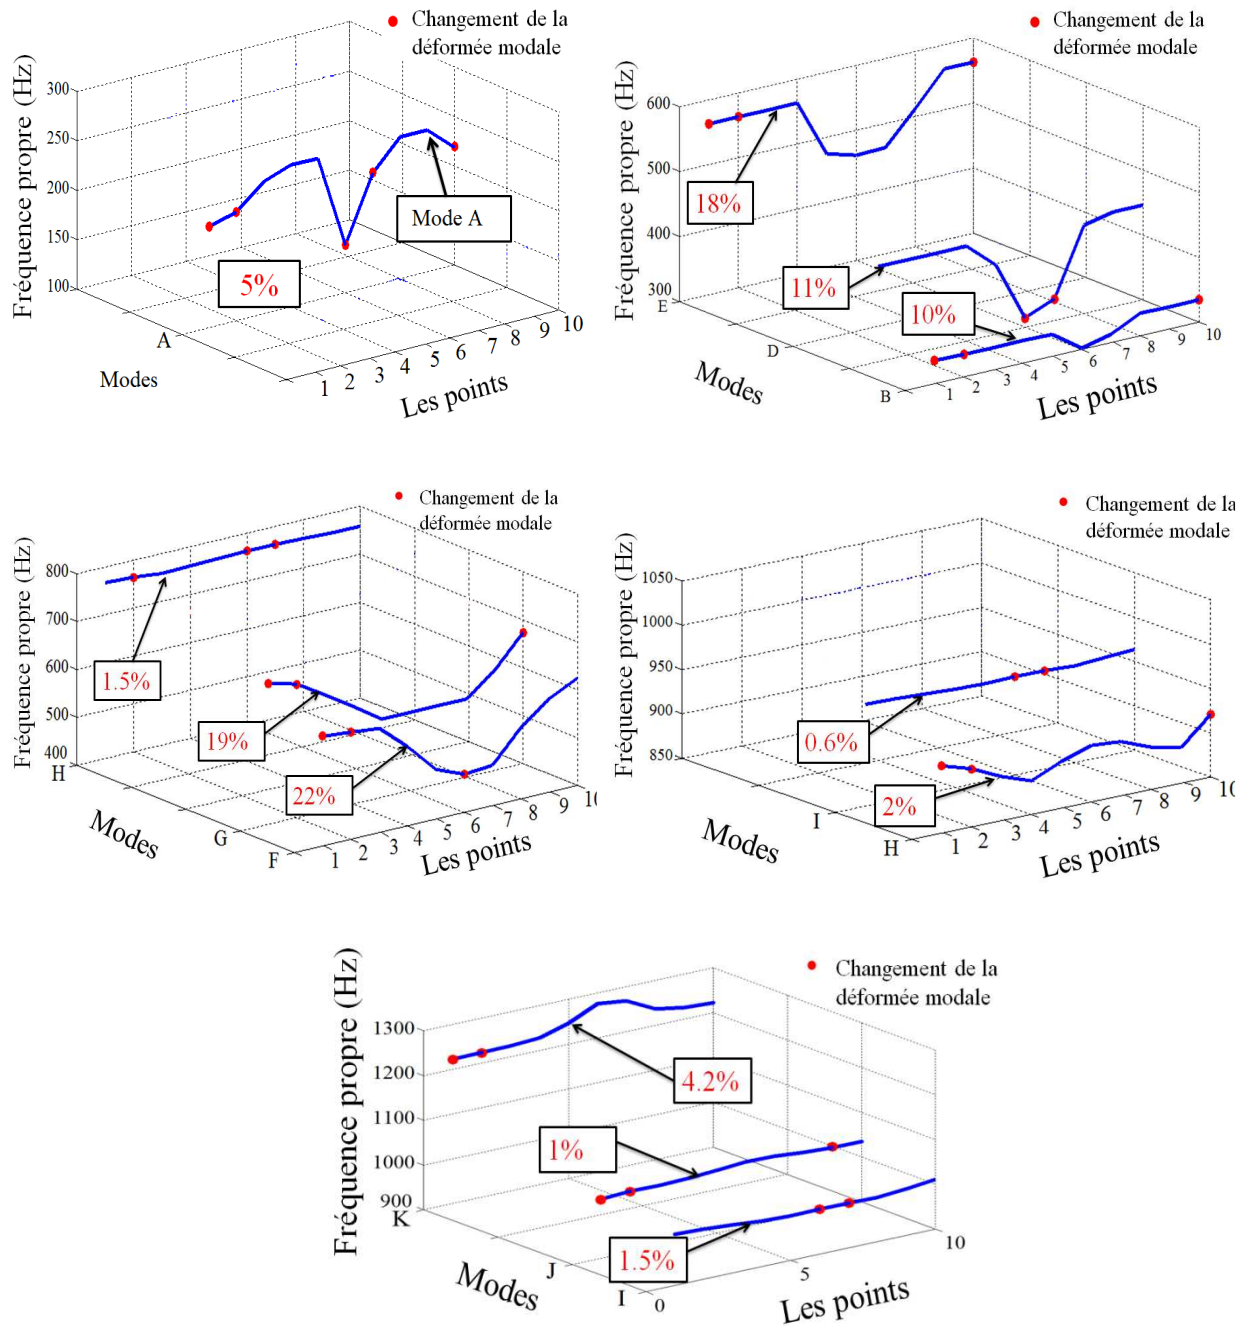 Changement de la
déformée modale
Fréquence propre (Hz)
300
250
200
150
100
A
Modes
5%
Mode A
1 2 3 4 5 6 7 8 9 10
Les points
Changement de la
déformée modale
Fréquence propre (Hz)
600
500
400
300
E
D
B
Modes
18%
11%
10%
1 2 3 4 5 6 7 8 9 10
Les points
Changement de la
déformée modale
Fréquence propre (Hz)
800
700
600
500
400
H
G
F
Modes
1.5%
19%
22%
1 2 3 4 5 6 7 8 9 10
Les points
Changement de la
déformée modale
Fréquence propre (Hz)
1050
1000
950
900
850
I
H
Modes
0.6%
2%
1 2 3 4 5 6 7 8 9 10
Les points
Changement de la
déformée modale
Fréquence propre (Hz)
1300
1200
1100
1000
900
K
J
I
Modes
4.2%
1%
1.5%
0 5 10
Les points